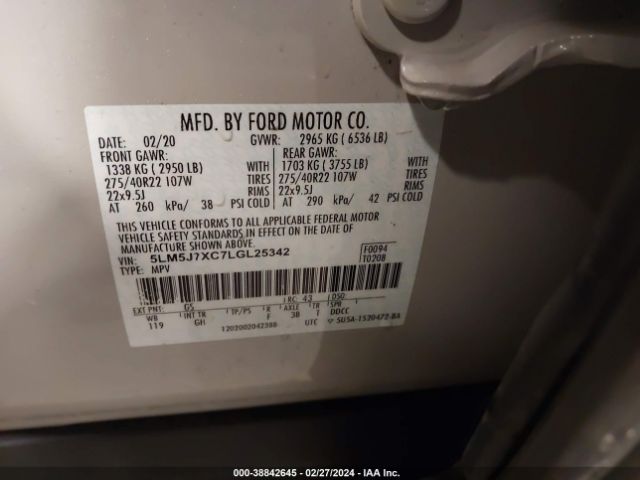 MFD. BY FORD MOTOR CO.
DATE: 02/20 GVWR: 2965 KG ( 6536 LB)
FRONT GAWR: REAR GAWR:
1338 KG ( 2950 LB) WITH 1703 KG ( 3755 LB) WITH
275/40R22 107W TIRES 275/40R22 107W TIRES
22x9.5J RIMS 22x9.5J RIMS
AT 260 kPa/ 38 PSI COLD AT 290 kPa/ 42 PSI COLD
THIS VEHICLE CONFORMS TO ALL APPLICABLE FEDERAL MOTOR
VEHICLE SAFETY STANDARDS IN EFFECT ON THE DATE OF
MANUFACTURE SHOWN ABOVE.
VIN: 5LM5J7XC7LGL25342 F0094
TYPE: MPV T0208
EXT PNT: GS RC: 43 DSO:
WB INT TR TP/PS R AXLE TR SPR
119 GH F 3B T DDCC
1202002042388 UTC 5U5A-1520472-BA
000-38842645 - 02/27/2024 - IAA Inc.